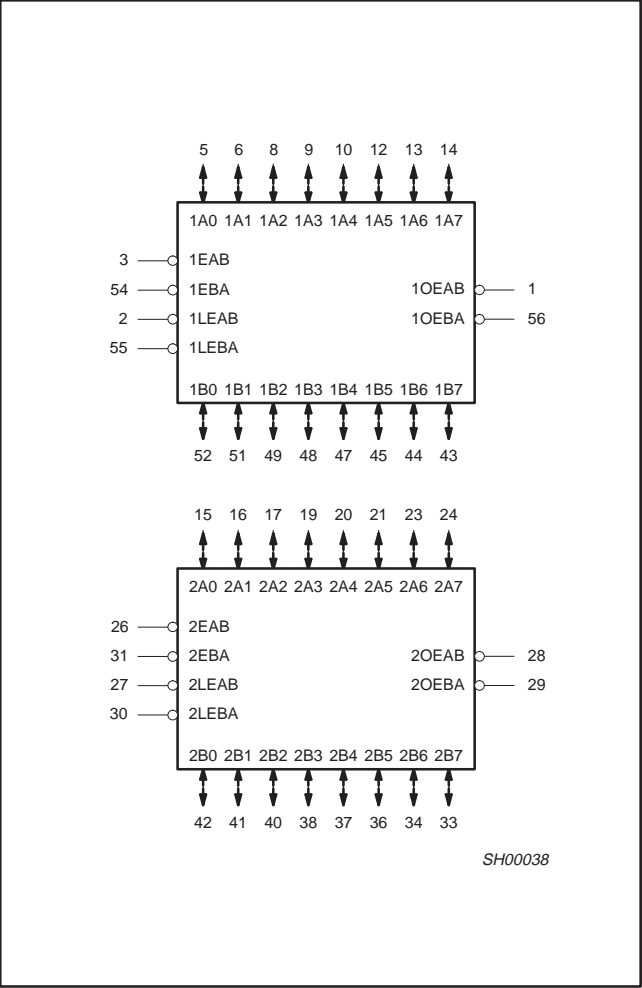 5 6 8 9 10 12 13 14
1A0 1A1 1A2 1A3 1A4 1A5 1A6 1A7
3 1EAB
54 1EBA 1OEAB 1
2 1LEAB 1OEBA 56
55 1LEBA
1B0 1B1 1B2 1B3 1B4 1B5 1B6 1B7
52 51 49 48 47 45 44 43
15 16 17 19 20 21 23 24
2A0 2A1 2A2 2A3 2A4 2A5 2A6 2A7
26 2EAB
31 2EBA 2OEAB 28
27 2LEAB 2OEBA 29
30 2LEBA
2B0 2B1 2B2 2B3 2B4 2B5 2B6 2B7
42 41 40 38 37 36 34 33
SH00038